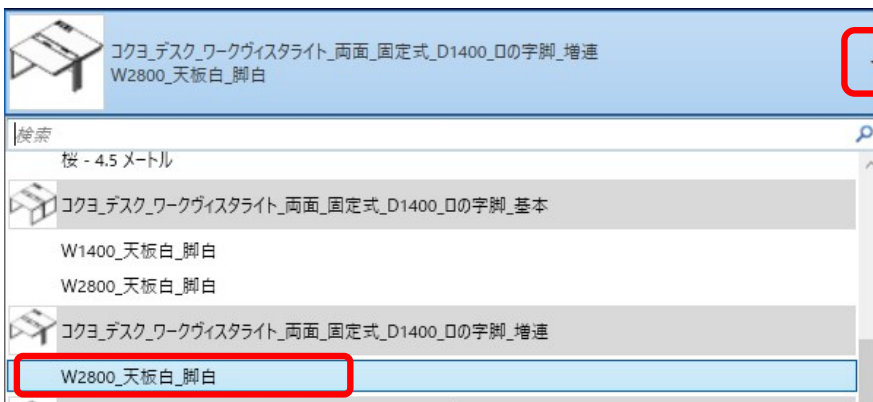 コクヨ_デスク_ワークヴィスタライト_両面_固定式_D1400_ロの字脚_増連
W2800_天板白_脚白
検索
桜 - 4.5 メートル
コクヨ_デスク_ワークヴィスタライト_両面_固定式_D1400_ロの字脚_基本
W1400_天板白_脚白
W2800_天板白_脚白
コクヨ_デスク_ワークヴィスタライト_両面_固定式_D1400_ロの字脚_増連
W2800_天板白_脚白